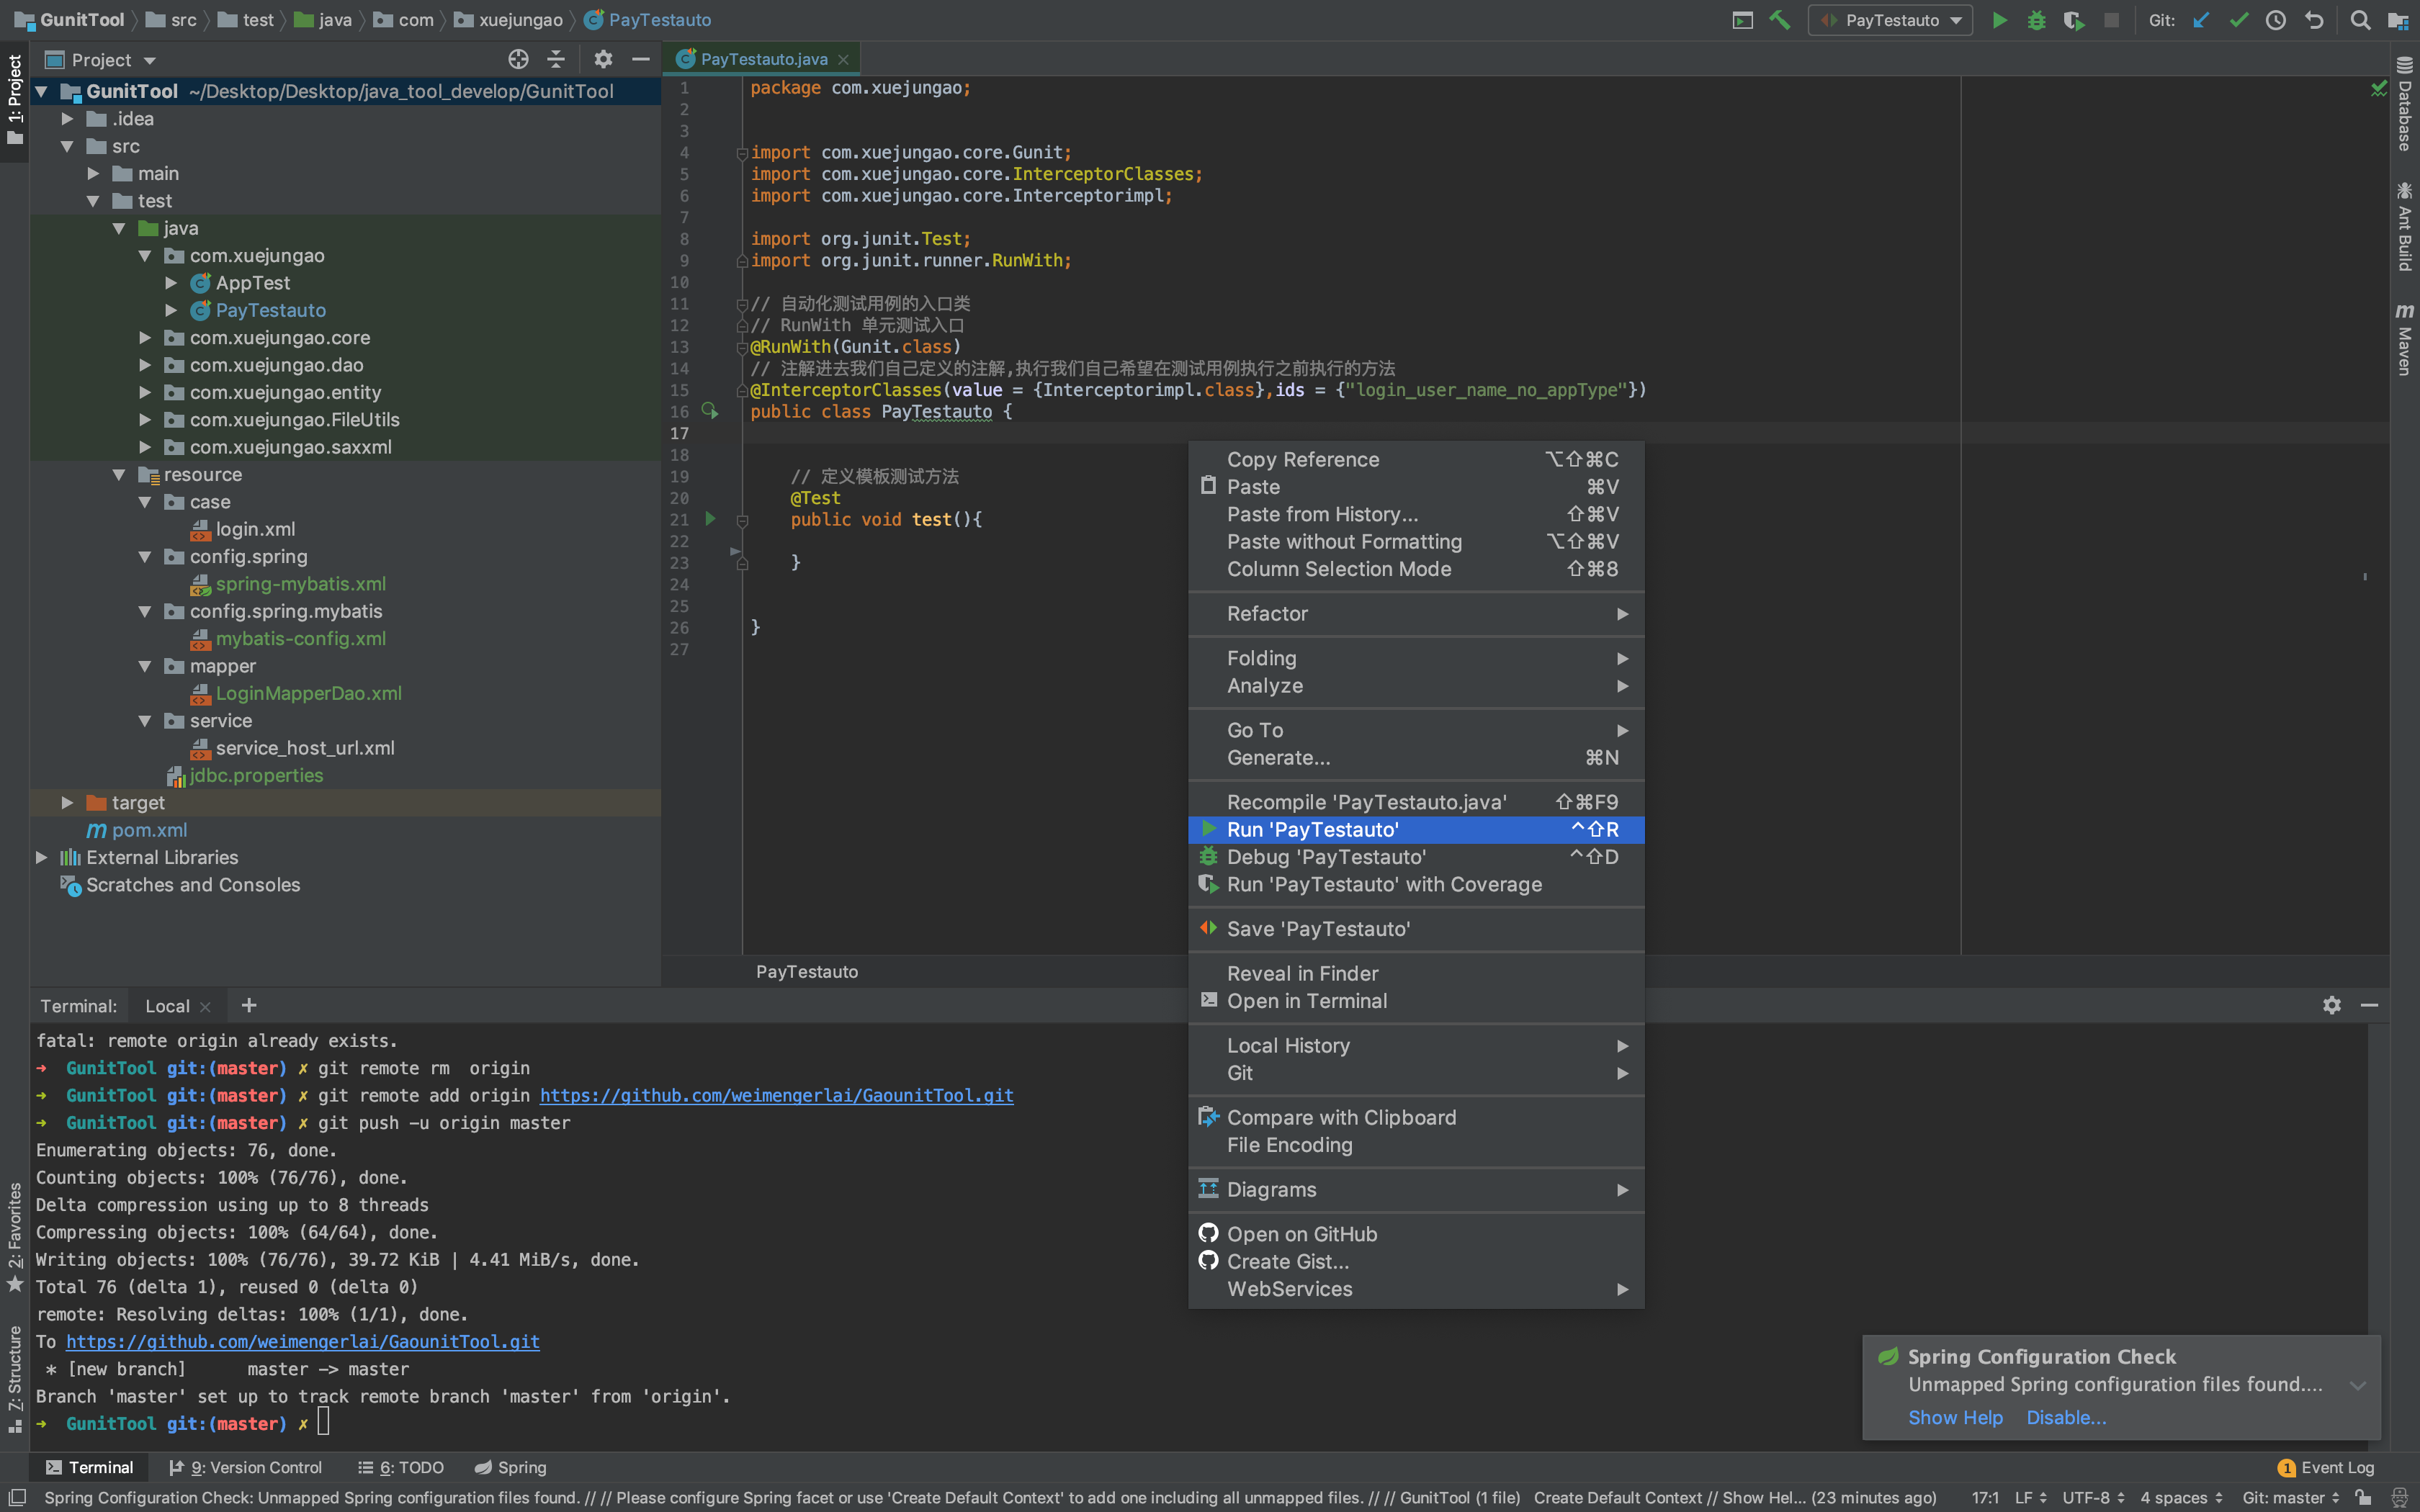 GunitTool src test java com xuejungao PayTestauto
PayTestauto Git:
1: Project
Project
PayTestauto.java
GunitTool ~/Desktop/Desktop/java_tool_develop/GunitTool
.idea
src
main
test
java
com.xuejungao
AppTest
PayTestauto
com.xuejungao.core
com.xuejungao.dao
com.xuejungao.entity
com.xuejungao.FileUtils
com.xuejungao.saxxml
resource
case
login.xml
config.spring
spring-mybatis.xml
config.spring.mybatis
mybatis-config.xml
mapper
LoginMapperDao.xml
service
service_host_url.xml
jdbc.properties
target
pom.xml
External Libraries
Scratches and Consoles
1 package com.xuejungao;
2
3
4 import com.xuejungao.core.Gunit;
5 import com.xuejungao.core.InterceptorClasses;
6 import com.xuejungao.core.Interceptorimpl;
7
8 import org.junit.Test;
9 import org.junit.runner.RunWith;
10
11 // 自动化测试用例的入口类
12 // RunWith 单元测试入口
13 @RunWith(Gunit.class)
14 // 注解进去我们自己定义的注解,执行我们自己希望在测试用例执行之前执行的方法
15 @InterceptorClasses(value = {Interceptorimpl.class},ids = {"login_user_name_no_appType"})
16 public class PayTestauto {
17
18
19 // 定义模板测试方法
20 @Test
21 public void test(){
22
23 }
24
25
26 }
27
PayTestauto
Copy Reference ⌥⇧⌘C
Paste ⌘V
Paste from History... ⇧⌘V
Paste without Formatting ⌥⇧⌘V
Column Selection Mode ⇧⌘8
Refactor
Folding
Analyze
Go To
Generate... ⌘N
Recompile 'PayTestauto.java' ⇧⌘F9
Run 'PayTestauto' ^⇧R
Debug 'PayTestauto' ^⇧D
Run 'PayTestauto' with Coverage
Save 'PayTestauto'
Reveal in Finder
Open in Terminal
Local History
Git
Compare with Clipboard
File Encoding
Diagrams
Open on GitHub
Create Gist...
WebServices
Database
Ant Build
Maven
Terminal: Local
fatal: remote origin already exists.
➜ GunitTool git:(master) ✗ git remote rm  origin
➜ GunitTool git:(master) ✗ git remote add origin https://github.com/weimengerlai/GaounitTool.git
➜ GunitTool git:(master) ✗ git push -u origin master
Enumerating objects: 76, done.
Counting objects: 100% (76/76), done.
Delta compression using up to 8 threads
Compressing objects: 100% (64/64), done.
Writing objects: 100% (76/76), 39.72 KiB | 4.41 MiB/s, done.
Total 76 (delta 1), reused 0 (delta 0)
remote: Resolving deltas: 100% (1/1), done.
To https://github.com/weimengerlai/GaounitTool.git
* [new branch] master -> master
Branch 'master' set up to track remote branch 'master' from 'origin'.
➜ GunitTool git:(master) ✗
2: Favorites
7: Structure
Spring Configuration Check
Unmapped Spring configuration files found....
Show Help Disable...
Terminal 9: Version Control 6: TODO Spring 1 Event Log
Spring Configuration Check: Unmapped Spring configuration files found. // // Please configure Spring facet or use 'Create Default Context' to add one including all unmapped files. // // GunitTool (1 file) Create Default Context // Show Hel... (23 minutes ago) 17:1 LF UTF-8 4 spaces Git: master